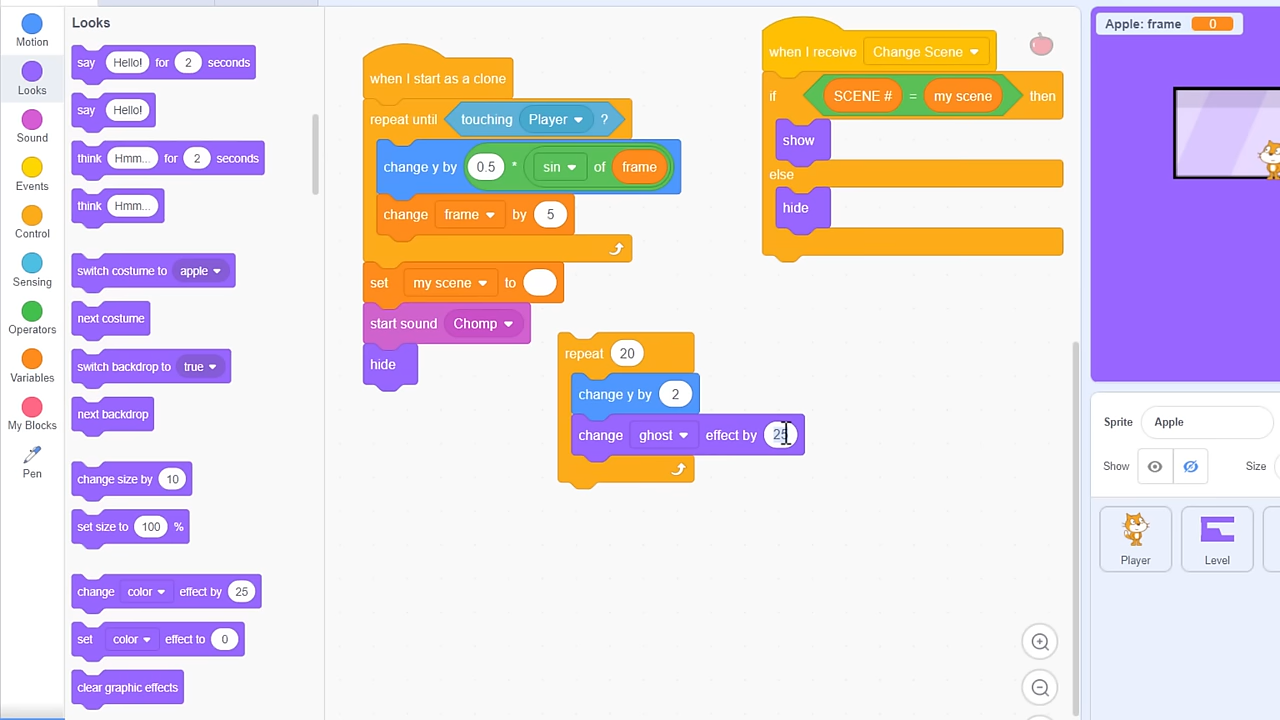 Motion
Looks
Sound
Events
Control
Sensing
Operators
Variables
My Blocks
Pen
Looks
say Hello! for 2 seconds
say Hello!
think Hmm... for 2 seconds
think Hmm...
switch costume to apple
next costume
switch backdrop to true
next backdrop
change size by 10
set size to 100 %
change color effect by 25
set color effect to 0
clear graphic effects
when I start as a clone
repeat until touching Player ?
change y by 0.5 * sin of frame
change frame by 5
set my scene to
start sound Chomp
hide
repeat 20
change y by 2
change ghost effect by 25
when I receive Change Scene
if SCENE # = my scene then
show
else
hide
Apple: frame 0
Sprite Apple
Show Size
Player
Level